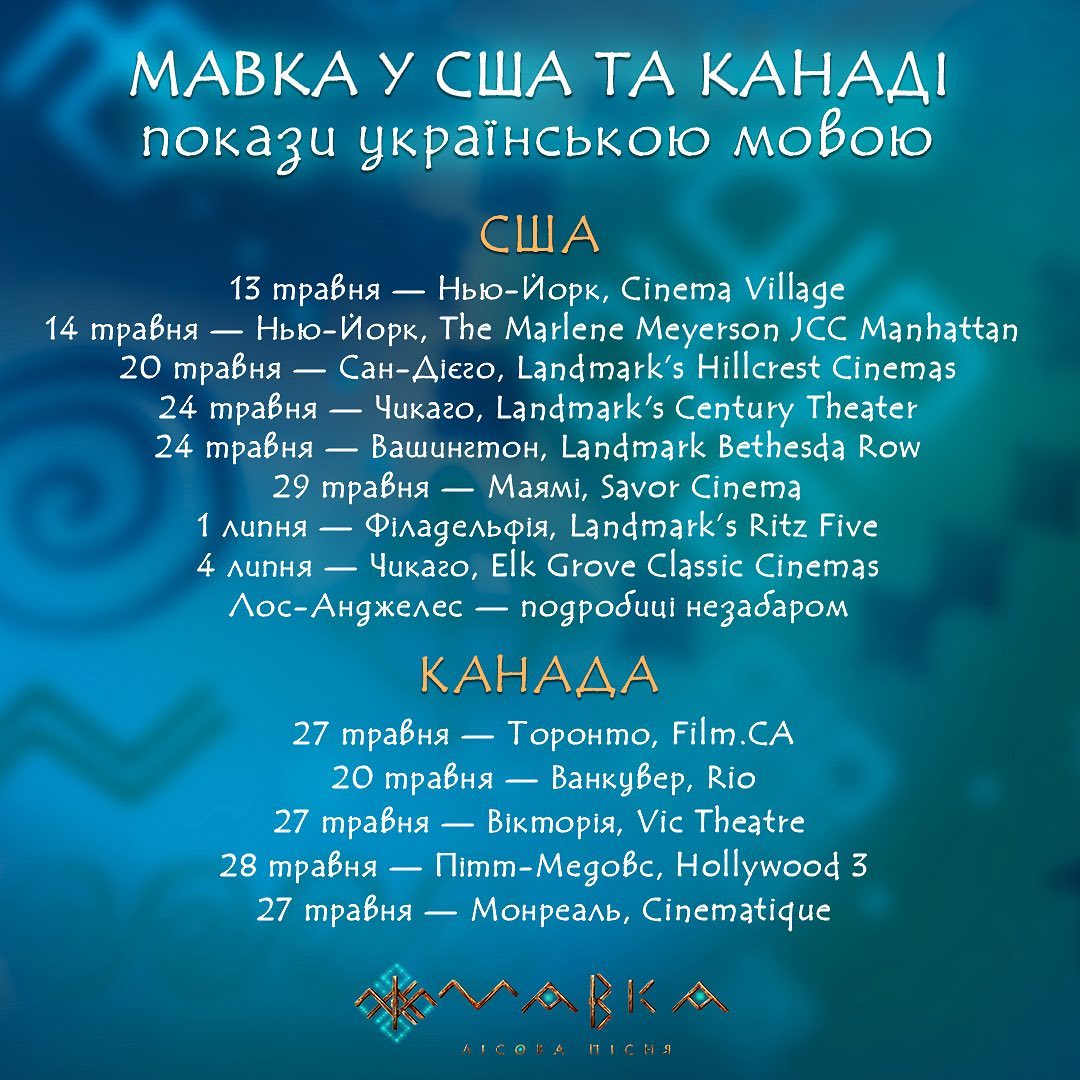 МАВКА У США ТА КАНАДІ
покази українською мовою
США
13 травня — Нью-Йорк, Cinema Village
14 травня — Нью-Йорк, The Marlene Meyerson JCC Manhattan
20 травня — Сан-Дієго, Landmark's Hillcrest Cinemas
24 травня — Чикаго, Landmark's Century Theater
24 травня — Вашингтон, Landmark Bethesda Row
29 травня — Маямі, Savor Cinema
1 липня — Філадельфія, Landmark's Ritz Five
4 липня — Чикаго, Elk Grove Classic Cinemas
Лос-Анджелес — подробиці незабаром
КАНАДА
27 травня — Торонто, Film.CA
20 травня — Ванкувер, Rio
27 травня — Вікторія, Vic Theatre
28 травня — Пітт-Медовс, Hollywood 3
27 травня — Монреаль, Cinematique
МАВКА
ЛІСОВА ПІСНЯ